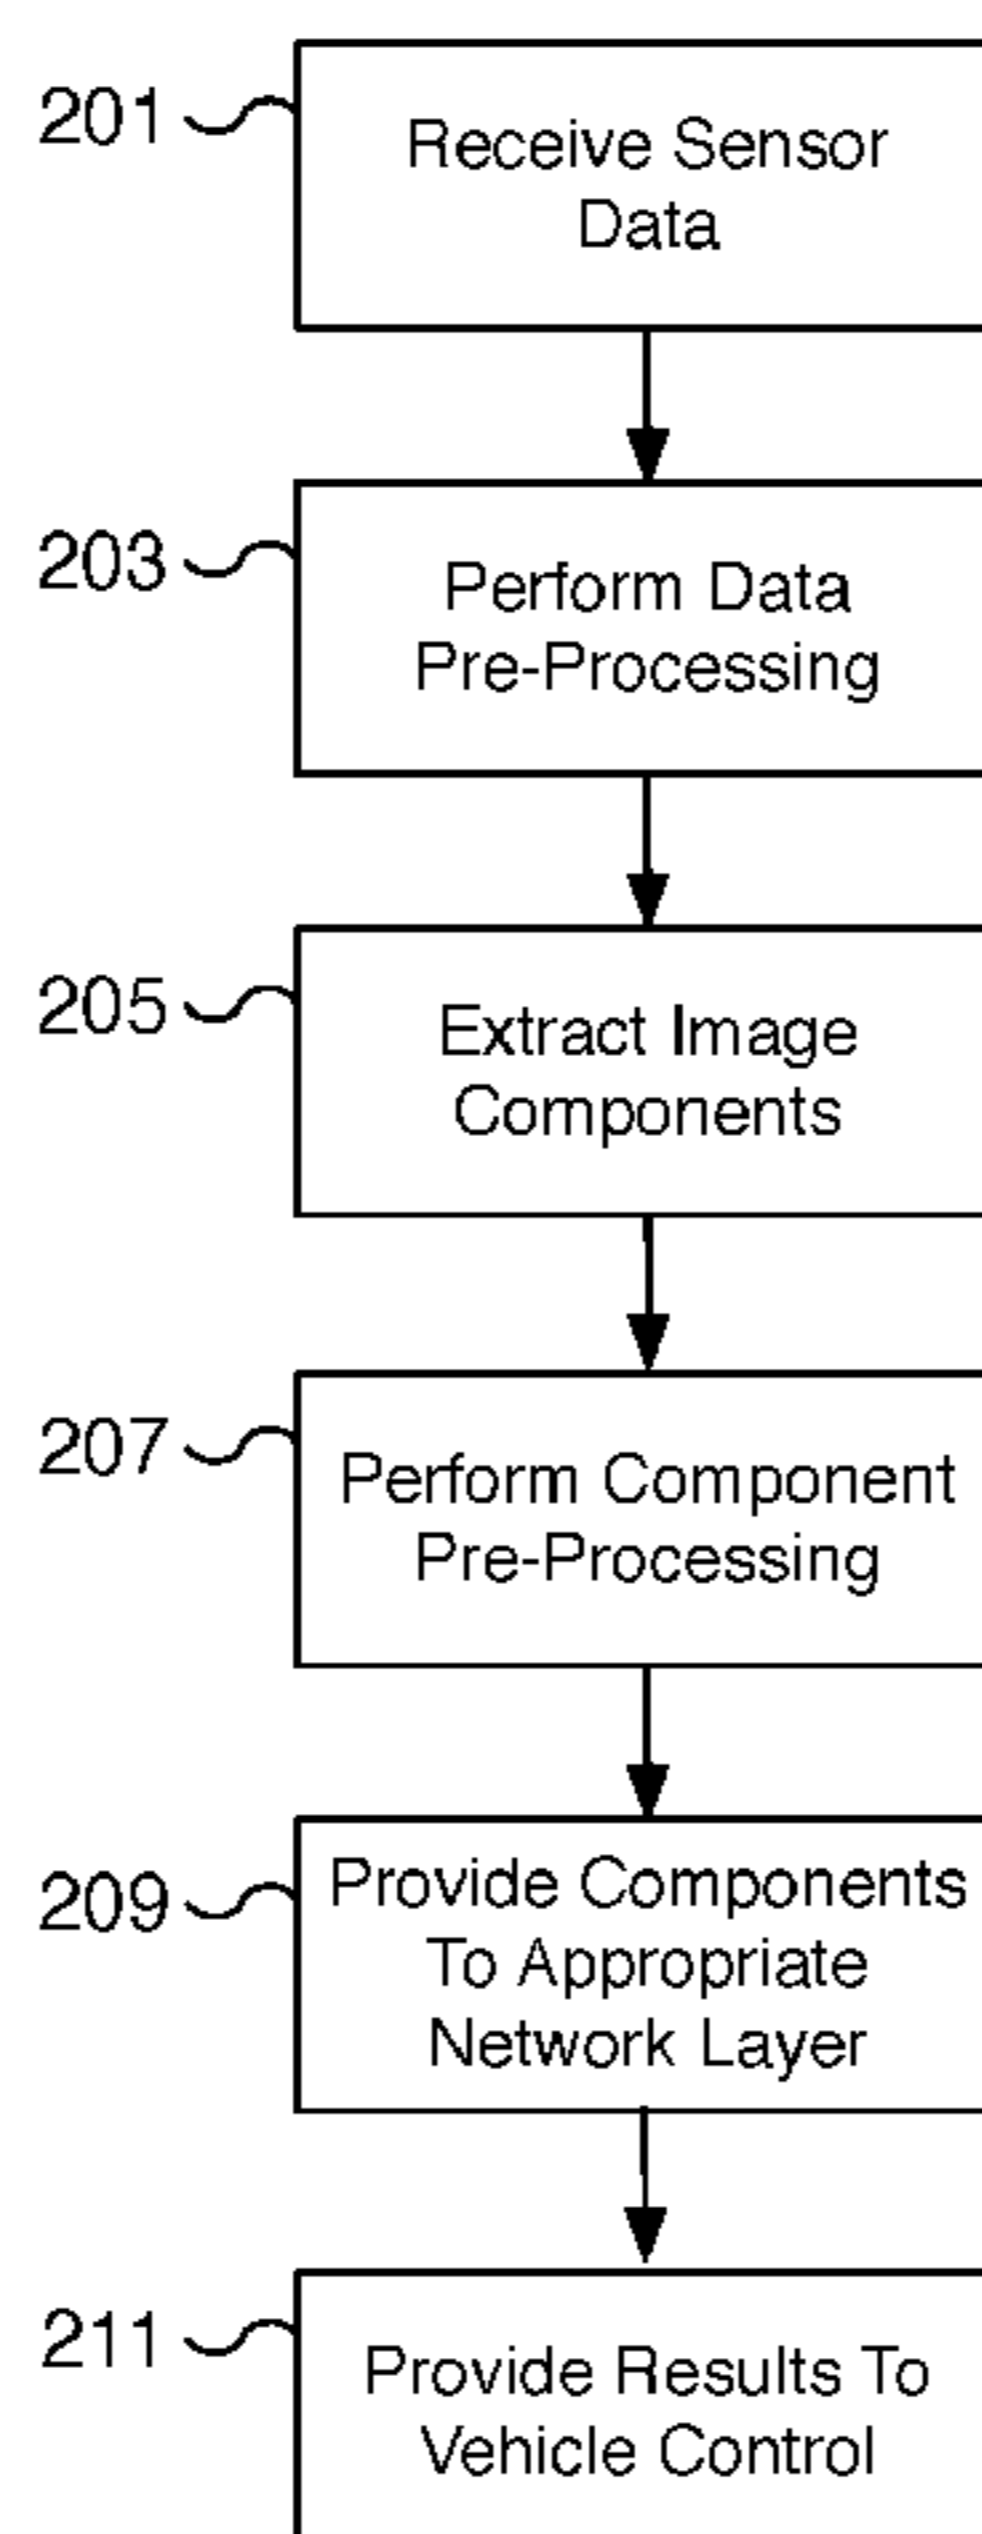 201
Receive Sensor
Data
203
Perform Data
Pre-Processing
205
Extract Image
Components
207
Perform Component
Pre-Processing
209
Provide Components
To Appropriate
Network Layer
211
Provide Results To
Vehicle Control